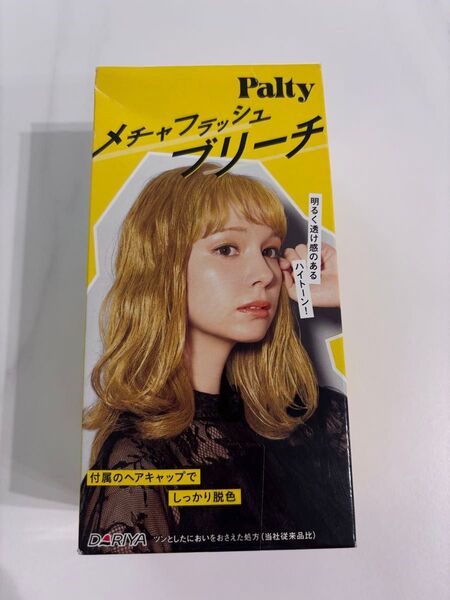 Palty
メチャフラッシュ
ブリーチ
明るく透け感のある
ハイトーン!
付属のヘアキャップで
しっかり脱色
DARIYA
ツンとしたにおいをおさえた処方(当社従来品比)